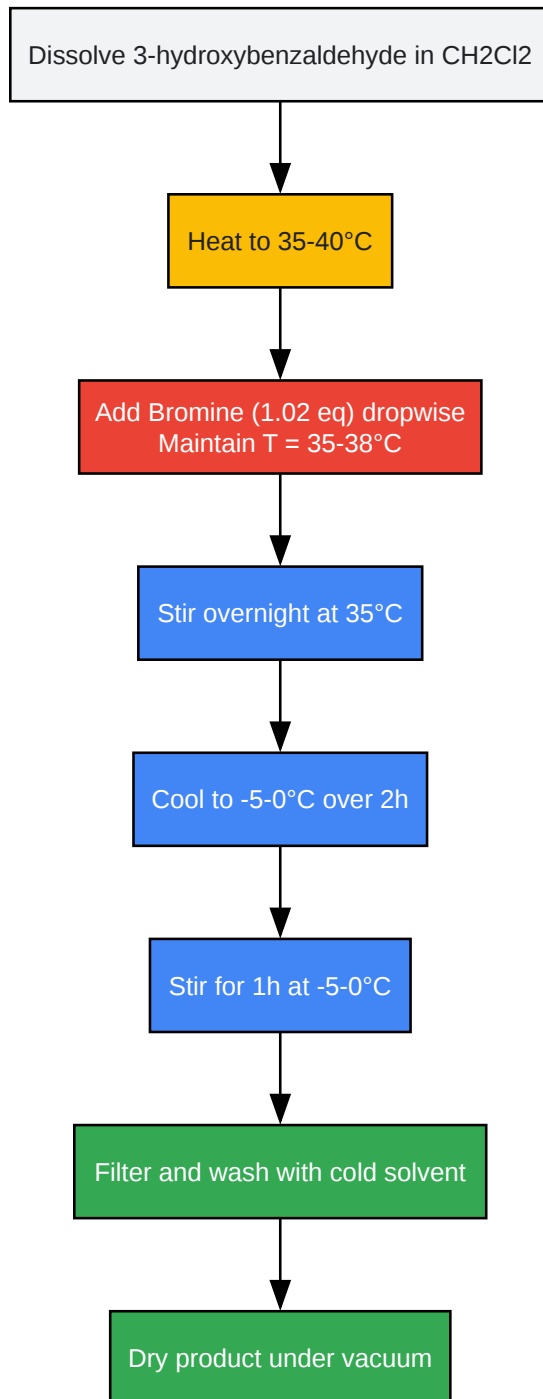 Dissolve 3-hydroxybenzaldehyde in CH2Cl2
Heat to 35-40°C
Add Bromine (1.02 eq) dropwise
Maintain T = 35-38°C
Stir overnight at 35°C
Cool to -5-0°C over 2h
Stir for 1h at -5-0°C
Filter and wash with cold solvent
Dry product under vacuum